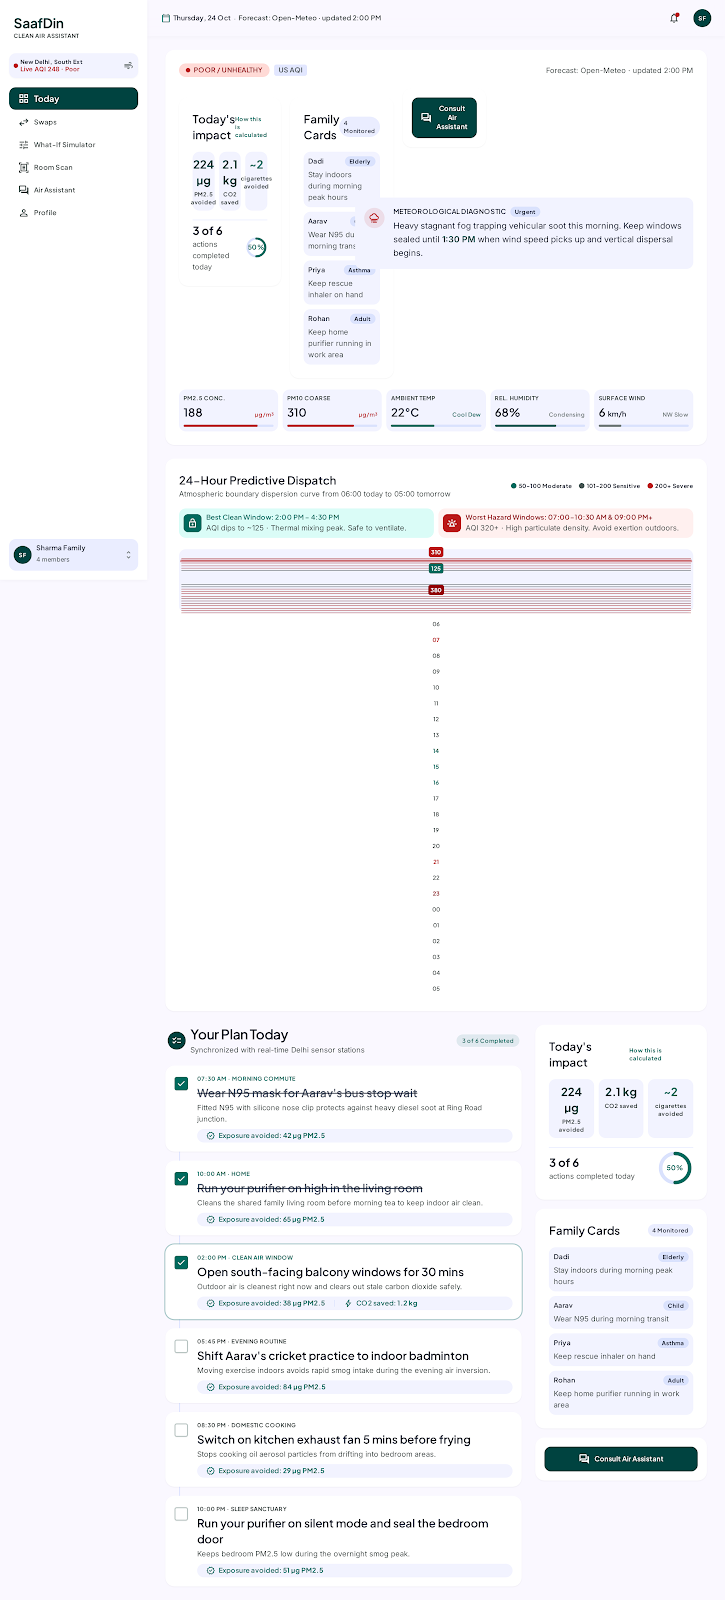 SaafDin
CLEAN AIR ASSISTANT
New Delhi, South Ext
Live AQI 248 · Poor
Today
Swaps
What-If Simulator
Room Scan
Air Assistant
Profile
Sharma Family
4 members
SF
Thursday, 24 Oct · Forecast: Open-Meteo · updated 2:00 PM
SF
POOR / UNHEALTHY
US AQI
Forecast: Open-Meteo · updated 2:00 PM
Today's impact
How this is calculated
224 µg
PM2.5 avoided
2.1 kg
CO2 saved
~2
cigarettes avoided
3 of 6
actions completed today
50%
Family Cards
4 Monitored
Dadi
Elderly
Stay indoors during morning peak hours
Aarav
Wear N95 du
morning trans
Priya
Asthma
Keep rescue inhaler on hand
Rohan
Adult
Keep home purifier running in work area
Consult Air Assistant
METEOROLOGICAL DIAGNOSTIC
Urgent
Heavy stagnant fog trapping vehicular soot this morning. Keep windows
sealed until 1:30 PM when wind speed picks up and vertical dispersal
begins.
PM2.5 CONC.
188
µg/m³
PM10 COARSE
310
µg/m³
AMBIENT TEMP
22°C
Cool Dew
REL. HUMIDITY
68%
Condensing
SURFACE WIND
6 km/h
NW Slow
24-Hour Predictive Dispatch
Atmospheric boundary dispersion curve from 06:00 today to 05:00 tomorrow
50-100 Moderate
101-200 Sensitive
200+ Severe
Best Clean Window: 2:00 PM – 4:30 PM
AQI dips to ~125 · Thermal mixing peak. Safe to ventilate.
Worst Hazard Windows: 07:00–10:30 AM & 09:00 PM+
AQI 320+ · High particulate density. Avoid exertion outdoors.
310
125
380
06
07
08
09
10
11
12
13
14
15
16
17
18
19
20
21
22
23
00
01
02
03
04
05
Your Plan Today
Synchronized with real-time Delhi sensor stations
3 of 6 Completed
07:30 AM · MORNING COMMUTE
Wear N95 mask for Aarav's bus stop wait
Fitted N95 with silicone nose clip protects against heavy diesel soot at Ring Road
junction.
Exposure avoided: 42 µg PM2.5
10:00 AM · HOME
Run your purifier on high in the living room
Cleans the shared family living room before morning tea to keep indoor air clean.
Exposure avoided: 65 µg PM2.5
02:00 PM · CLEAN AIR WINDOW
Open south-facing balcony windows for 30 mins
Outdoor air is cleanest right now and clears out stale carbon dioxide safely.
Exposure avoided: 38 µg PM2.5
CO2 saved: 1.2 kg
05:45 PM · EVENING ROUTINE
Shift Aarav's cricket practice to indoor badminton
Moving exercise indoors avoids rapid smog intake during the evening air inversion.
Exposure avoided: 84 µg PM2.5
08:30 PM · DOMESTIC COOKING
Switch on kitchen exhaust fan 5 mins before frying
Stops cooking oil aerosol particles from drifting into bedroom areas.
Exposure avoided: 29 µg PM2.5
10:00 PM · SLEEP SANCTUARY
Run your purifier on silent mode and seal the bedroom
door
Keeps bedroom PM2.5 low during the overnight smog peak.
Exposure avoided: 51 µg PM2.5
Today's impact
How this is calculated
224 µg
PM2.5 avoided
2.1 kg
CO2 saved
~2
cigarettes avoided
3 of 6
actions completed today
50%
Family Cards
4 Monitored
Dadi
Elderly
Stay indoors during morning peak
hours
Aarav
Child
Wear N95 during morning transit
Priya
Asthma
Keep rescue inhaler on hand
Rohan
Adult
Keep home purifier running in work
area
Consult Air Assistant